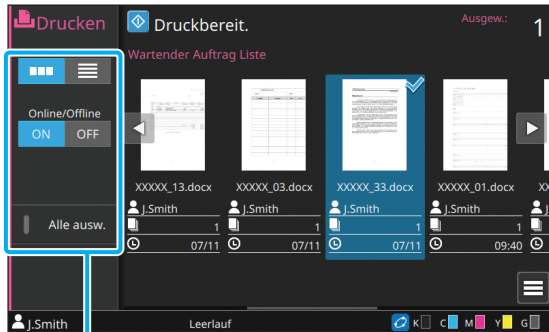 Drucken
Druckbereit.
Ausgew.:
1
Wartender Auftrag Liste
Online/Offline
ON OFF
Alle ausw.
XXXXX_13.docx XXXXX_03.docx XXXXX_33.docx XXXXX_01.docx XX
J.Smith J.Smith J.Smith J.Smith J
1 1 1 1
07/11 07/11 07/11 09:40
J.Smith Leerlauf K C M Y G